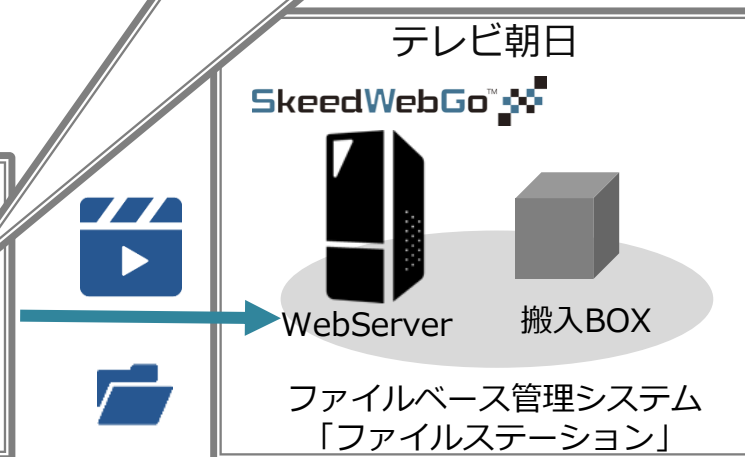 テレビ朝日
SkeedWebGo™
WebServer
搬入BOX
ファイルベース管理システム
「ファイルステーション」